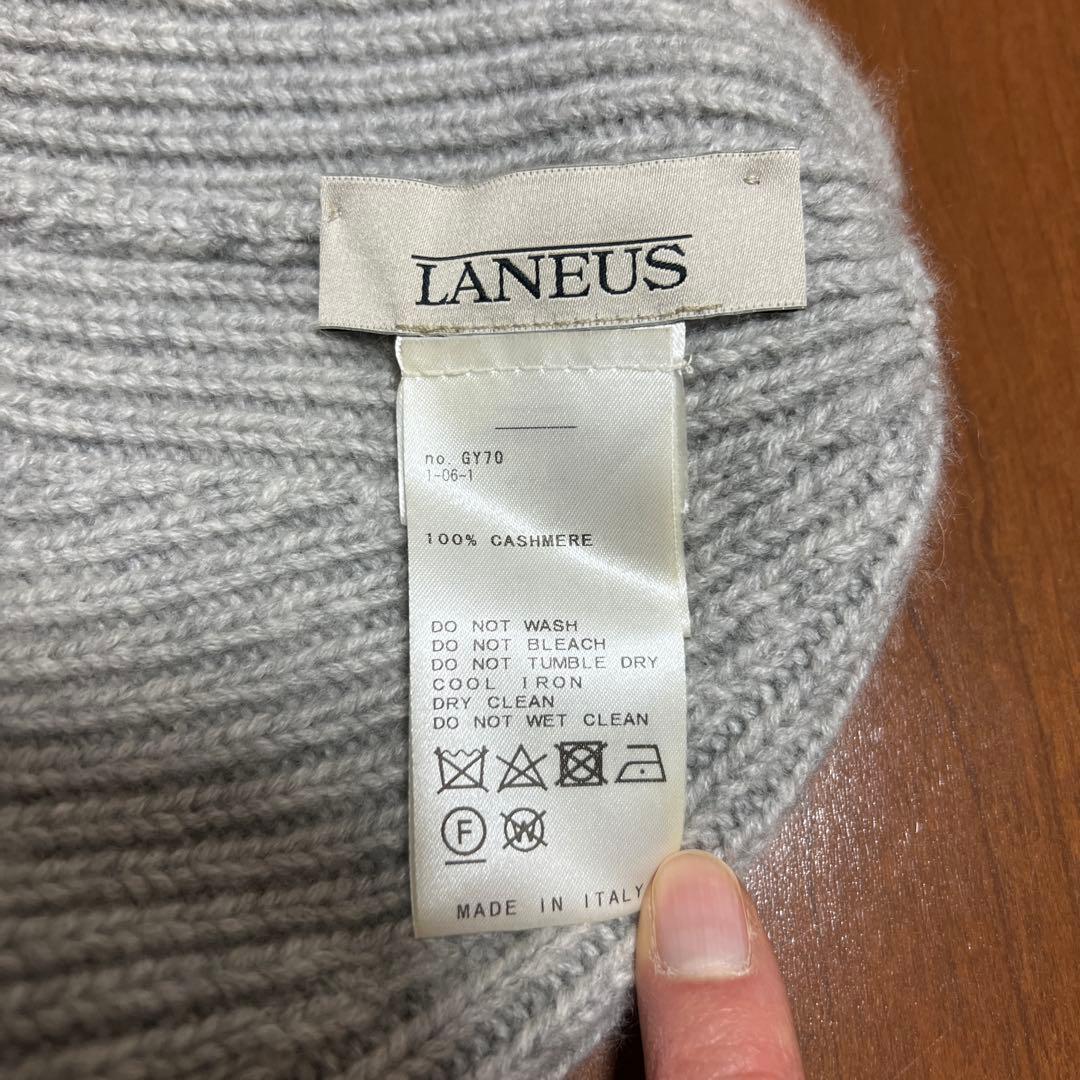 LANEUS
no. GY70
1-06-1
100% CASHMERE
DO NOT WASH
DO NOT BLEACH
DO NOT TUMBLE DRY
COOL IRON
DRY CLEAN
DO NOT WET CLEAN
F W
MADE IN ITALY